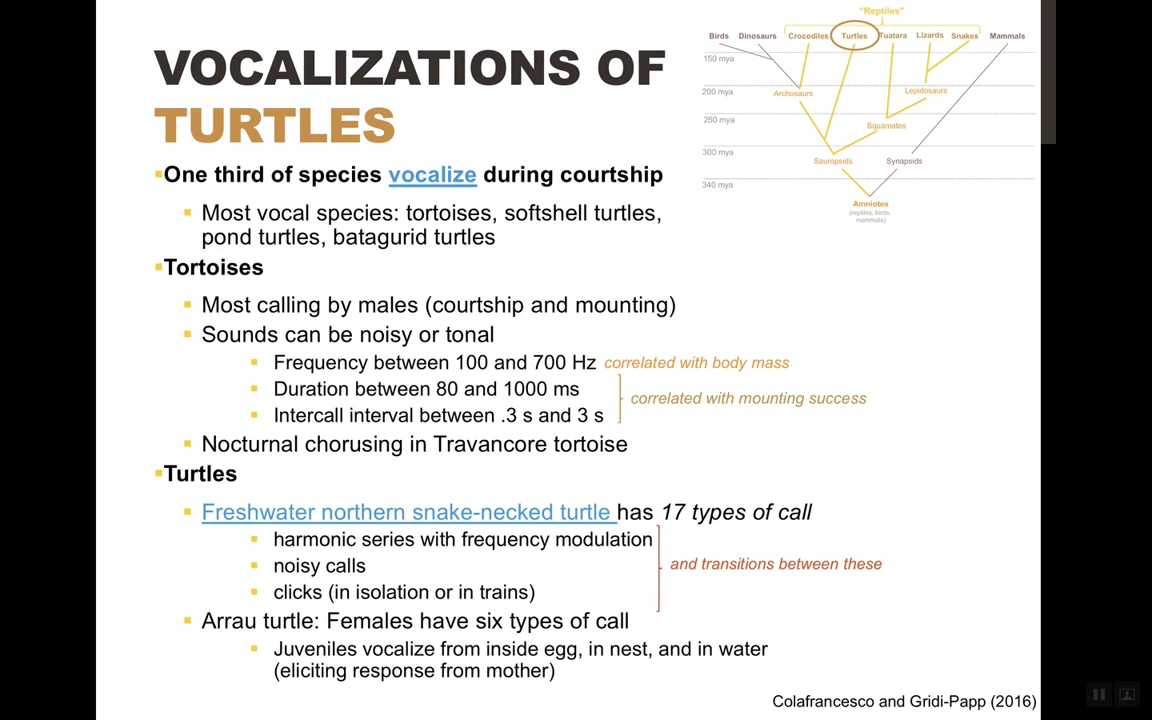 VOCALIZATIONS OF
TURTLES
▪One third of species vocalize during courtship
▪ Most vocal species: tortoises, softshell turtles,
pond turtles, batagurid turtles
▪Tortoises
▪ Most calling by males (courtship and mounting)
▪ Sounds can be noisy or tonal
▪ Frequency between 100 and 700 Hz correlated with body mass
▪ Duration between 80 and 1000 ms
correlated with mounting success
▪ Intercall interval between .3 s and 3 s
▪ Nocturnal chorusing in Travancore tortoise
▪Turtles
▪ Freshwater northern snake-necked turtle has 17 types of call
▪ harmonic series with frequency modulation
▪ noisy calls
and transitions between these
▪ clicks (in isolation or in trains)
▪ Arrau turtle: Females have six types of call
▪ Juveniles vocalize from inside egg, in nest, and in water
(eliciting response from mother)
"Reptiles"
Birds Dinosaurs Crocodiles Turtles Tuatara Lizards Snakes Mammals
150 mya
200 mya Archosaurs Lepidosaurs
250 mya
Squamates
300 mya
Sauropsids Synapsids
340 mya
Amniotes
(reptiles, birds,
mammals)
Colafrancesco and Gridi-Papp (2016)